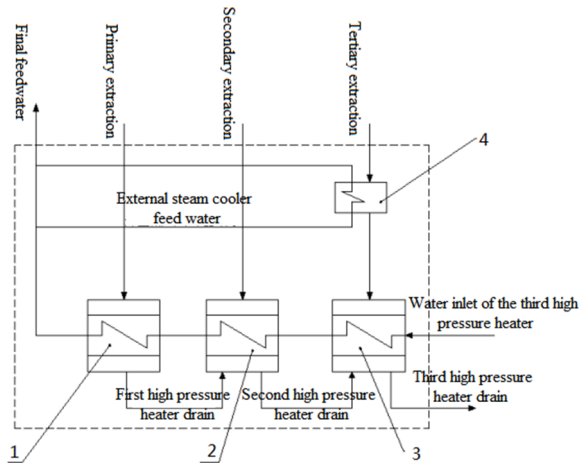 Final feedwater
Primary extraction
Secondary extraction
Tertiary extraction
4
External steam cooler
feed water
Water inlet of the third high
pressure heater
First high pressure
heater drain
Second high pressure
heater drain
Third high pressure
heater drain
1
2
3